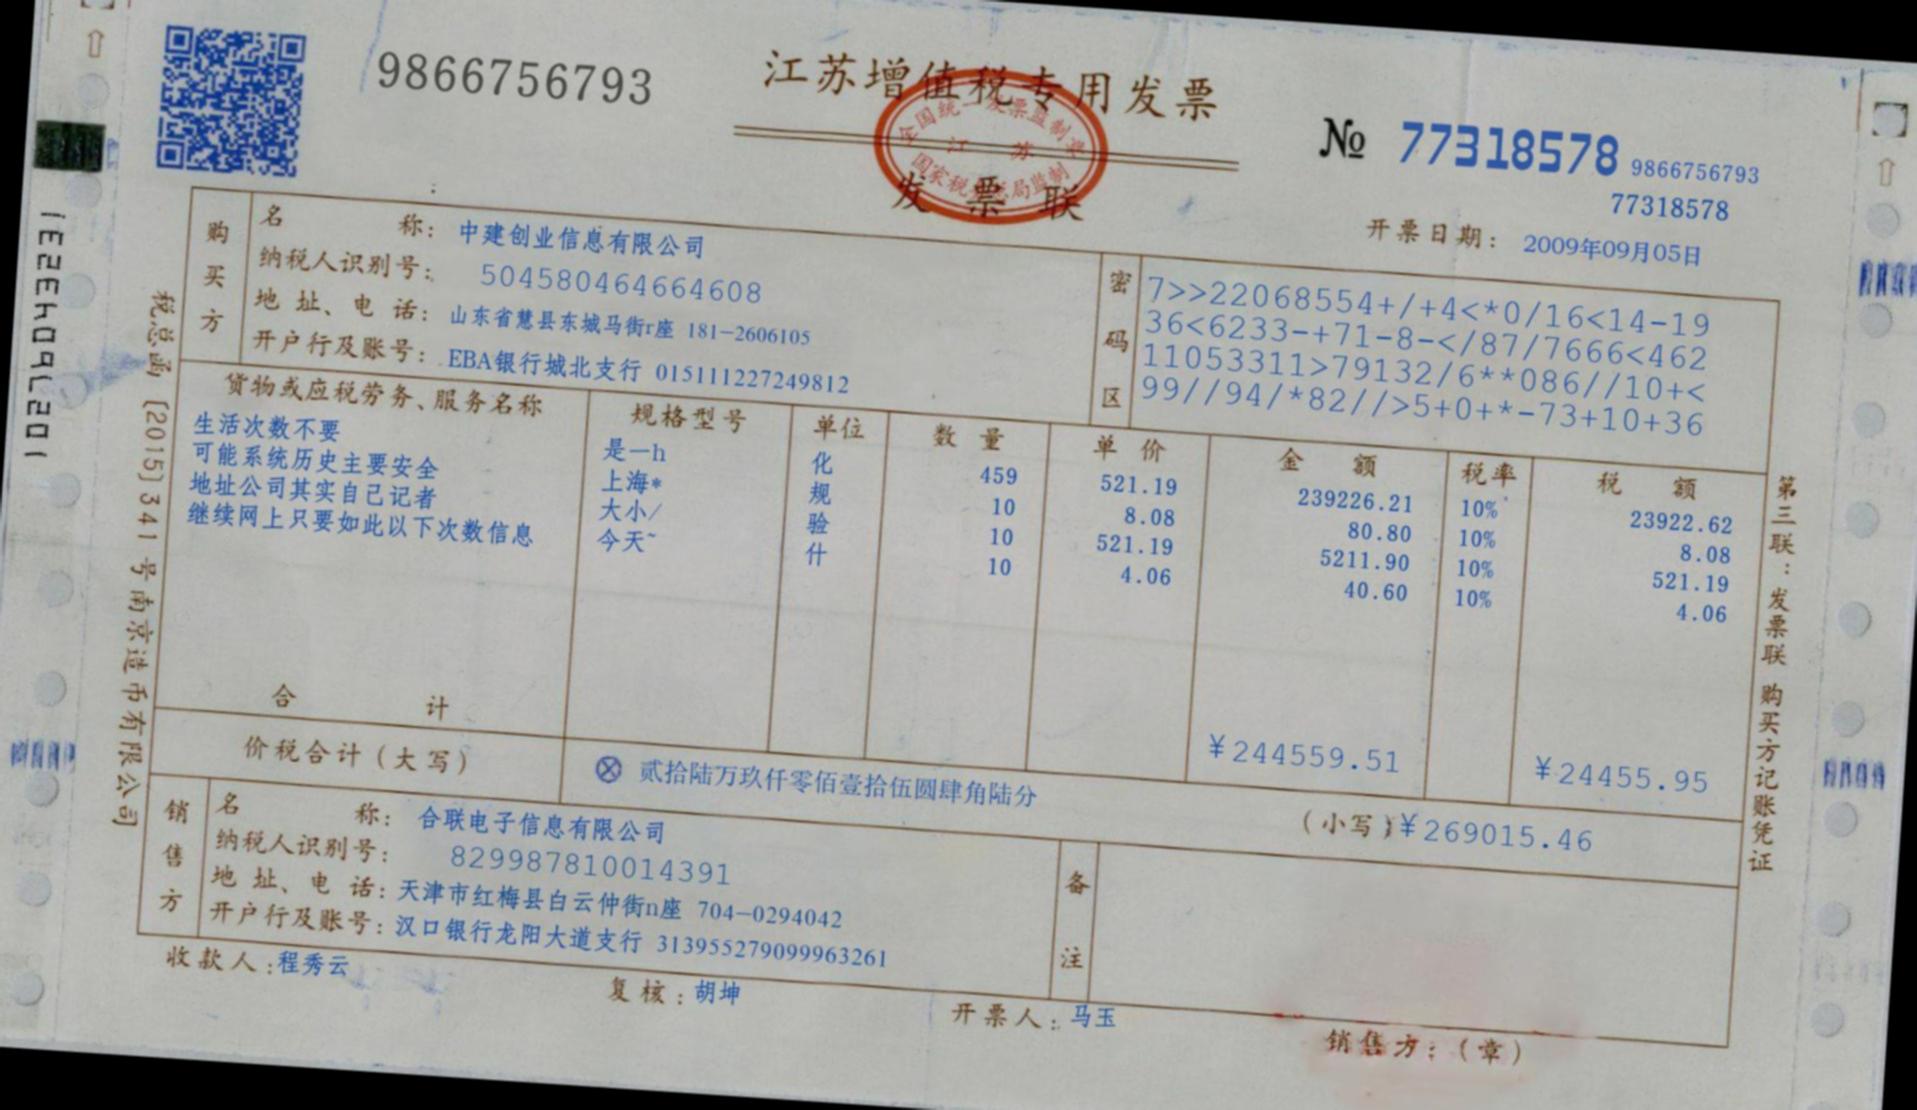 9866756793
江苏增值税专用发票
全国统一发票监制章
江 苏
国家税务总局监制
发票联
№ 77318578
9866756793
77318578
开票日期： 2009年09月05日
购买方
名称： 中建创业信息有限公司
纳税人识别号： 504580464664608
地址、电话： 山东省慧县东城马街r座 181-2606105
开户行及账号： EBA银行城北支行 015111227249812
密码区
7>>22068554+/+4<*0/16<14-19
36<6233-+71-8-</87/7666<462
11053311>79132/6**086//10+<
99//94/*82//>5+0+*-73+10+36
货物或应税劳务、服务名称 规格型号 单位 数量 单价 金额 税率 税额
生活次数不要 是一h 化 459 521.19 239226.21 10% 23922.62
可能系统历史主要安全 上海* 规 10 8.08 80.80 10% 8.08
地址公司其实自己记者 大小/ 验 10 521.19 5211.90 10% 521.19
继续网上只要如此以下次数信息 今天~ 什 10 4.06 40.60 10% 4.06
合计 ¥244559.51 ¥24455.95
价税合计（大写） ⊗ 贰拾陆万玖仟零佰壹拾伍圆肆角陆分 （小写）¥269015.46
销售方
名称： 合联电子信息有限公司
纳税人识别号： 829987810014391
地址、电话： 天津市红梅县白云仲街n座 704-0294042
开户行及账号： 汉口银行龙阳大道支行 313955279099963261
备注
收款人：程秀云
复核：胡坤
开票人：马玉
销售方：（章）
税总函［2015］341号南京造币有限公司
第三联：发票联 购买方记账凭证